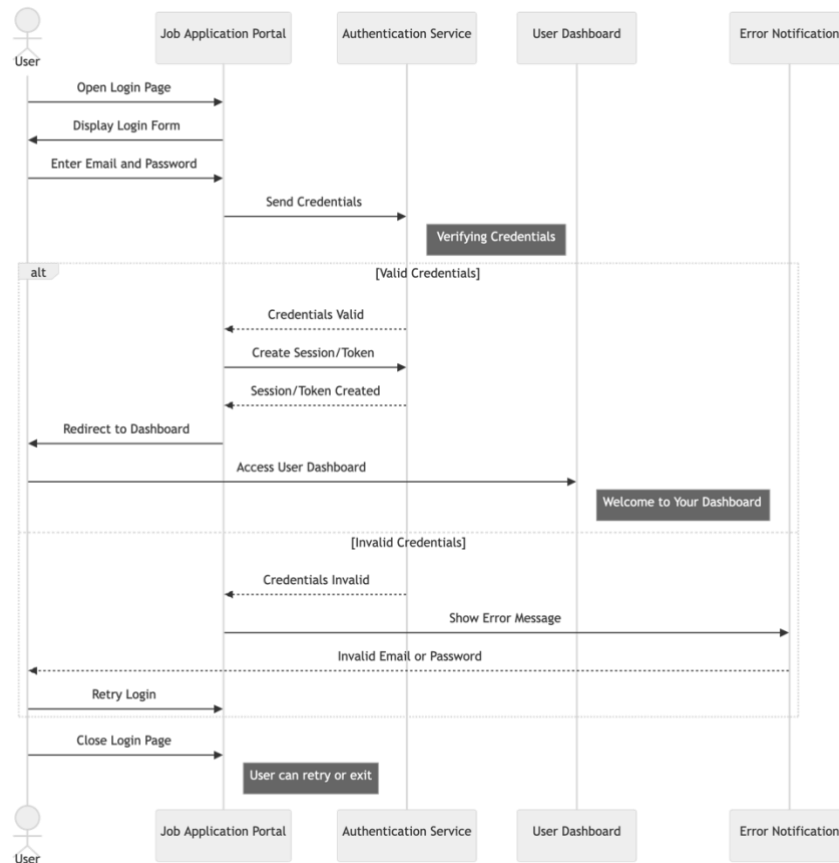 Job Application Portal
Authentication Service
User Dashboard
Error Notification
User
Open Login Page
Display Login Form
Enter Email and Password
Send Credentials
Verifying Credentials
alt
[Valid Credentials]
Credentials Valid
Create Session/Token
Session/Token Created
Redirect to Dashboard
Access User Dashboard
Welcome to Your Dashboard
[Invalid Credentials]
Credentials Invalid
Show Error Message
Invalid Email or Password
Retry Login
Close Login Page
User can retry or exit
Job Application Portal
Authentication Service
User Dashboard
Error Notification
User